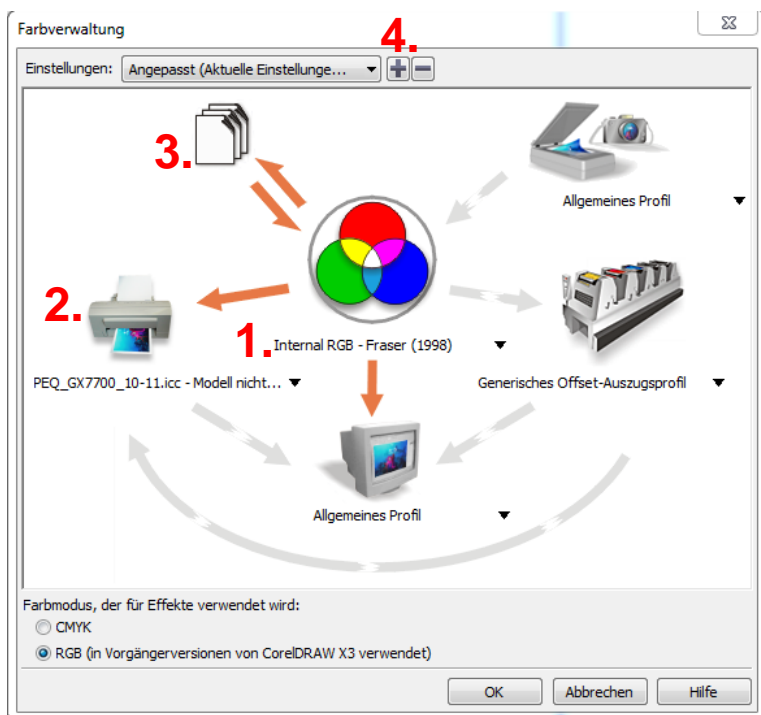 Farbverwaltung
4.
Einstellungen: Angepasst (Aktuelle Einstellunge...
3.
Allgemeines Profil
2.
1.
Internal RGB - Fraser (1998)
PEQ_GX7700_10-11.icc - Modell nicht...
Generisches Offset-Auszugsprofil
Allgemeines Profil
Farbmodus, der für Effekte verwendet wird:
CMYK
RGB (in Vorgängerversionen von CorelDRAW X3 verwendet)
OK Abbrechen Hilfe